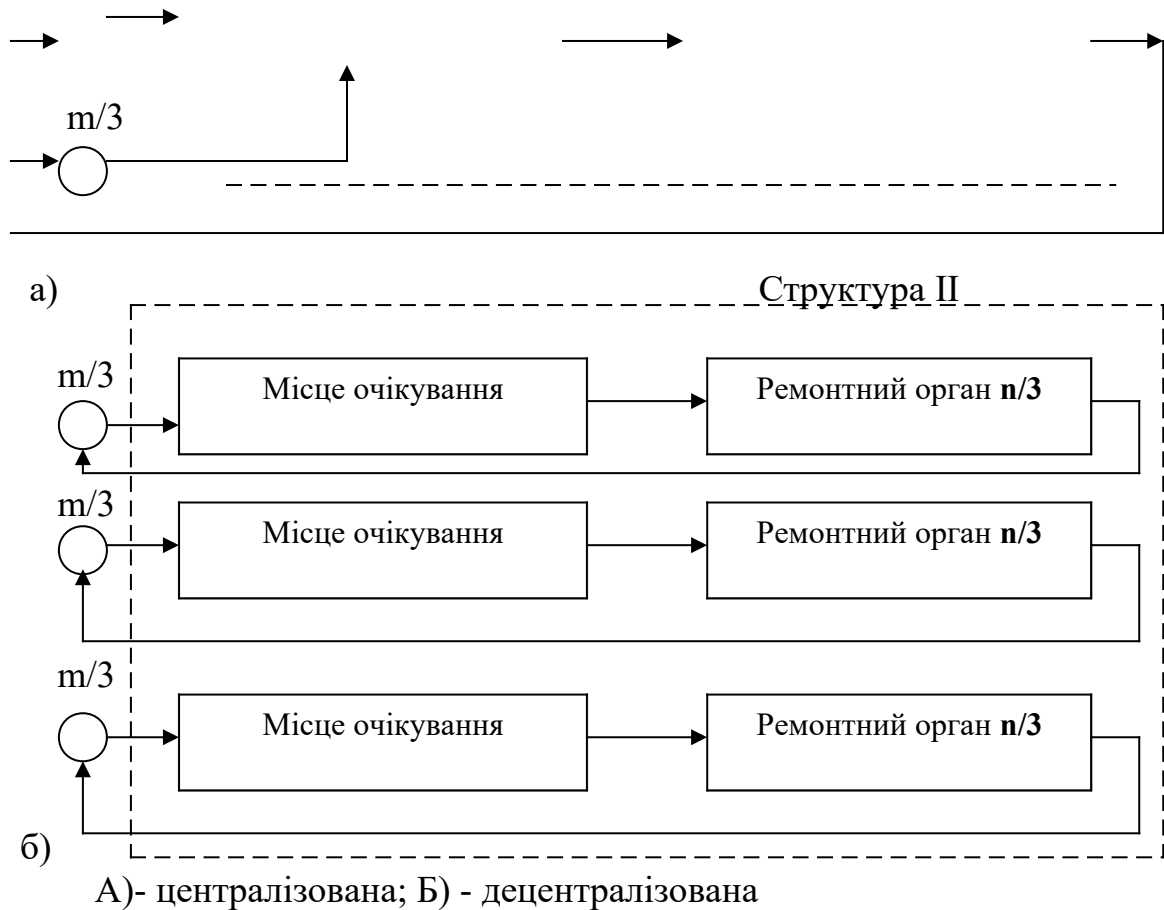 m/3
а)
Структура II
m/3
Місце очікування
Ремонтний орган n/3
m/3
Місце очікування
Ремонтний орган n/3
m/3
Місце очікування
Ремонтний орган n/3
б)
А)- централізована; Б) - децентралізована